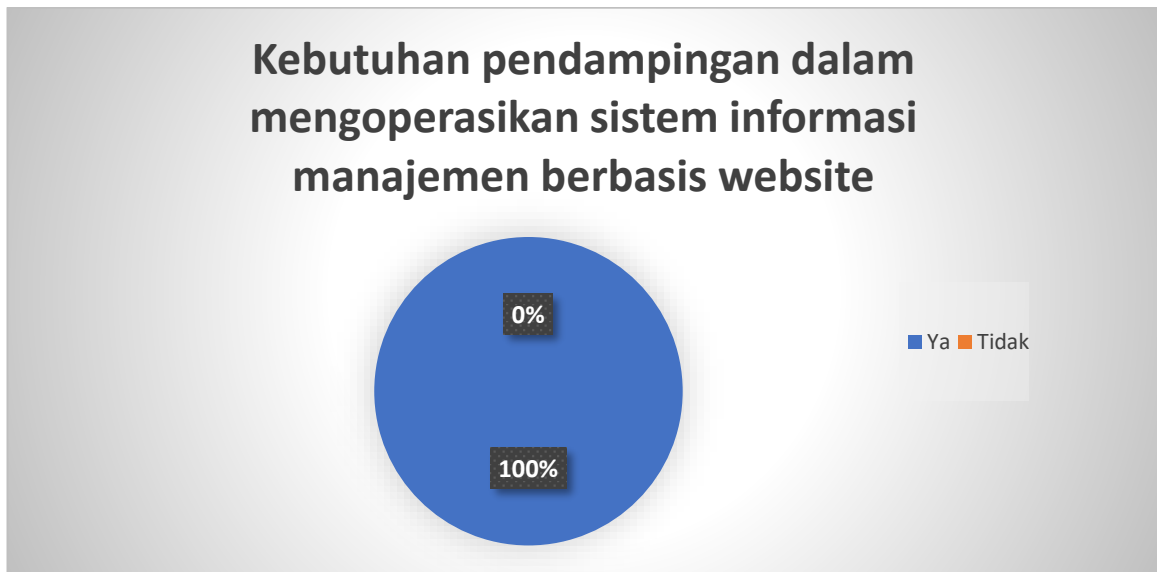 Kebutuhan pendampingan dalam
mengoperasikan sistem informasi
manajemen berbasis website
0%
Ya Tidak
100%